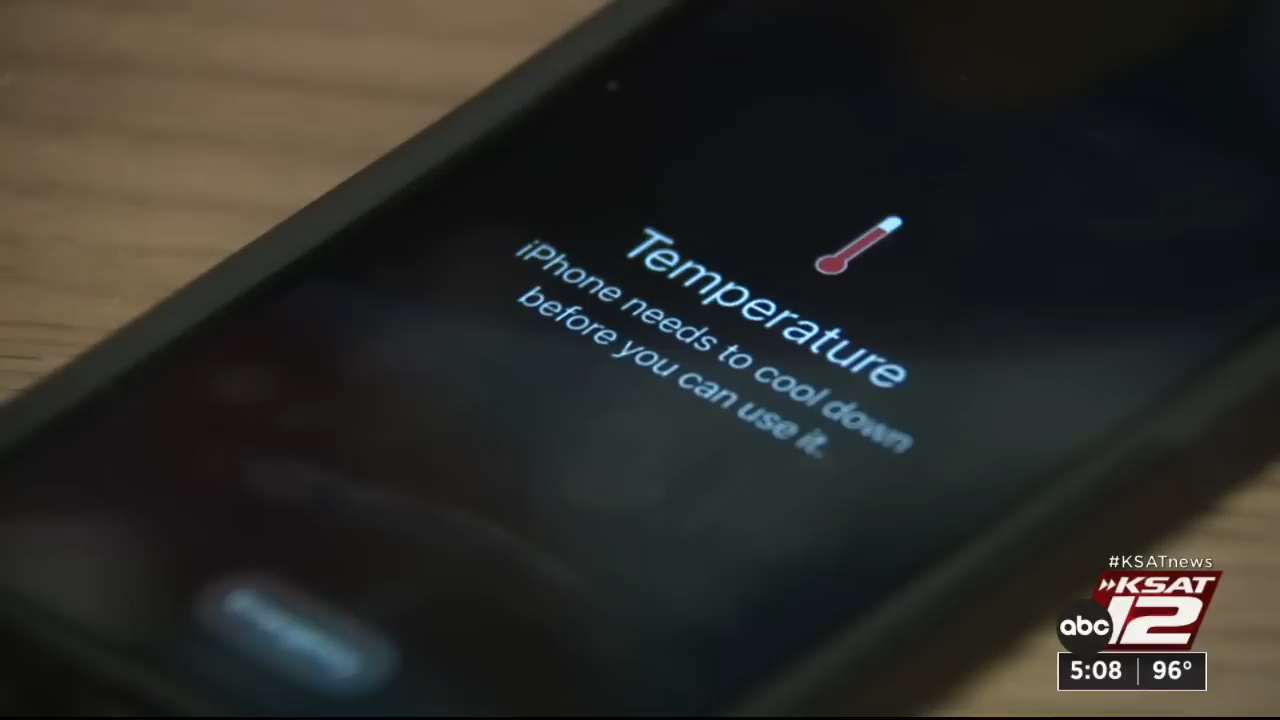 Temperature
iPhone needs to cool down
before you can use it.
#KSATnews
KSAT
abc 12
5:08 96°